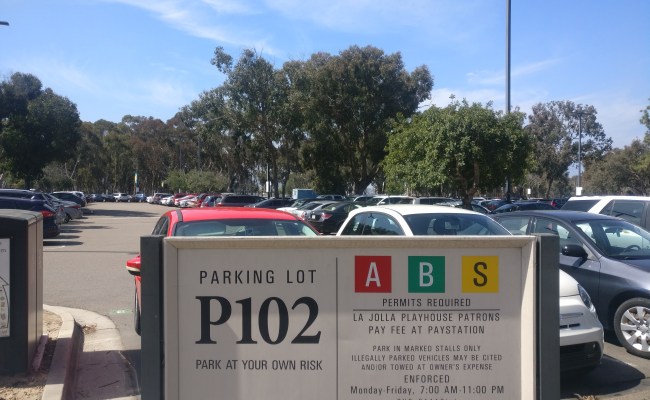 PARKING LOT
P102
PARK AT YOUR OWN RISK
A B S
PERMITS REQUIRED
LA JOLLA PLAYHOUSE PATRONS
PAY FEE AT PAYSTATION
PARK IN MARKED STALLS ONLY
ILLEGALLY PARKED VEHICLES MAY BE CITED
AND/OR TOWED AT OWNER'S EXPENSE
ENFORCED
Monday-Friday, 7:00 AM-11:00 PM